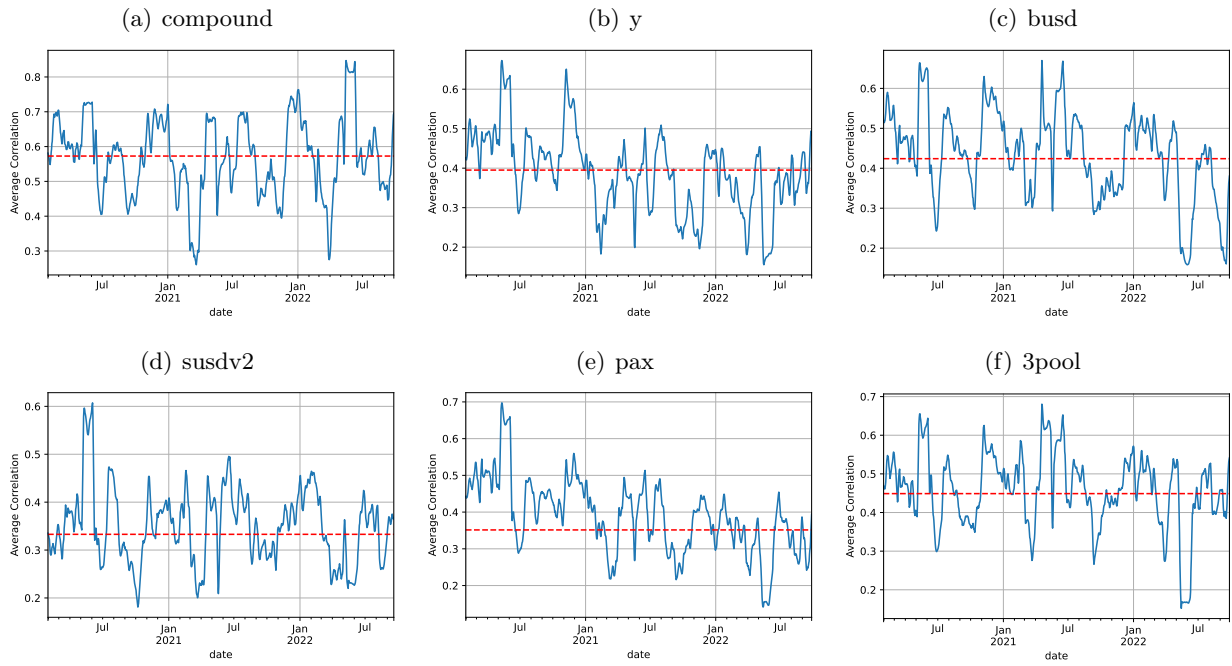 (a) compound
0.8
0.7
0.6
0.5
0.4
0.3
Average Correlation
Jul
Jan
2021
Jul
Jan
2022
Jul
date
(b) y
0.7
0.6
0.5
0.4
0.3
0.2
Average Correlation
Jul
Jan
2021
Jul
Jan
2022
Jul
date
(c) busd
0.6
0.5
0.4
0.3
0.2
Average Correlation
Jul
Jan
2021
Jul
Jan
2022
Jul
date
(d) susdv2
0.6
0.5
0.4
0.3
0.2
Average Correlation
Jul
Jan
2021
Jul
Jan
2022
Jul
date
(e) pax
0.7
0.6
0.5
0.4
0.3
0.2
Average Correlation
Jul
Jan
2021
Jul
Jan
2022
Jul
date
(f) 3pool
0.7
0.6
0.5
0.4
0.3
0.2
Average Correlation
Jul
Jan
2021
Jul
Jan
2022
Jul
date